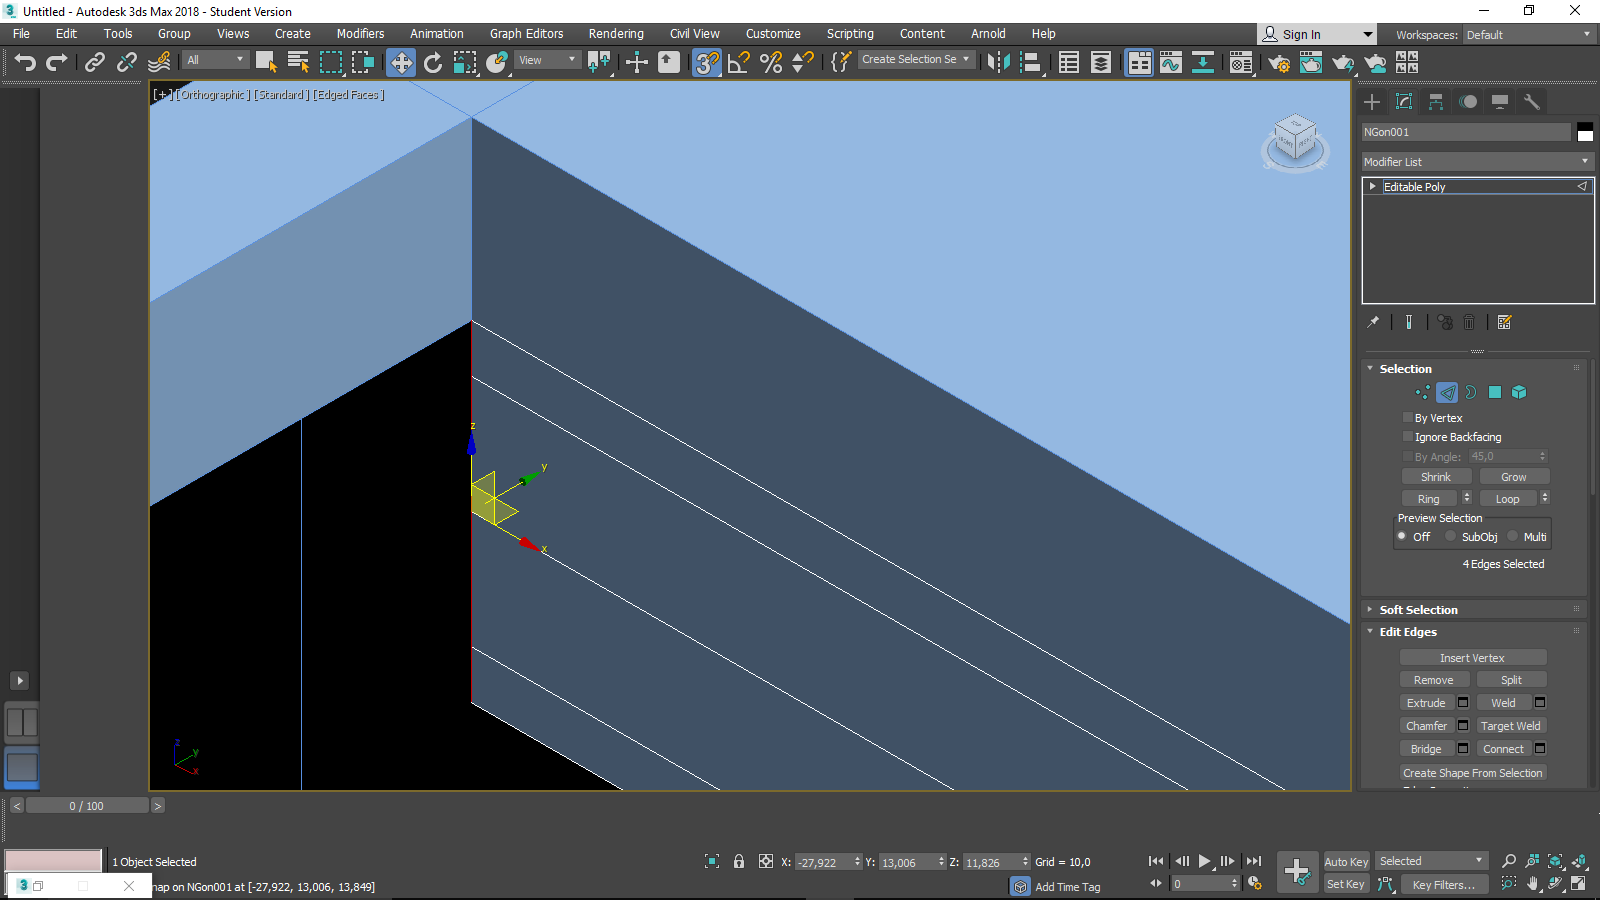 Untitled - Autodesk 3ds Max 2018 - Student Version
File Edit Tools Group Views Create Modifiers Animation Graph Editors Rendering Civil View Customize Scripting Content Arnold Help Sign In Workspaces: Default
All View 3 Create Selection Se
[+] [Orthographic] [Standard] [Edged Faces]
NGon001
Modifier List
Editable Poly
Selection
By Vertex
Ignore Backfacing
By Angle: 45,0
Shrink Grow
Ring Loop
Preview Selection
Off SubObj Multi
4 Edges Selected
Soft Selection
Edit Edges
Insert Vertex
Remove Split
Extrude Weld
Chamfer Target Weld
Bridge Connect
Create Shape From Selection
z
y
x
z
y
x
< 0 / 100 >
1 Object Selected X: -27,922 Y: 13,006 Z: 11,826 Grid = 10,0 Auto Key Selected
nap on NGon001 at [-27,922, 13,006, 13,849] Add Time Tag 0 Set Key Key Filters...